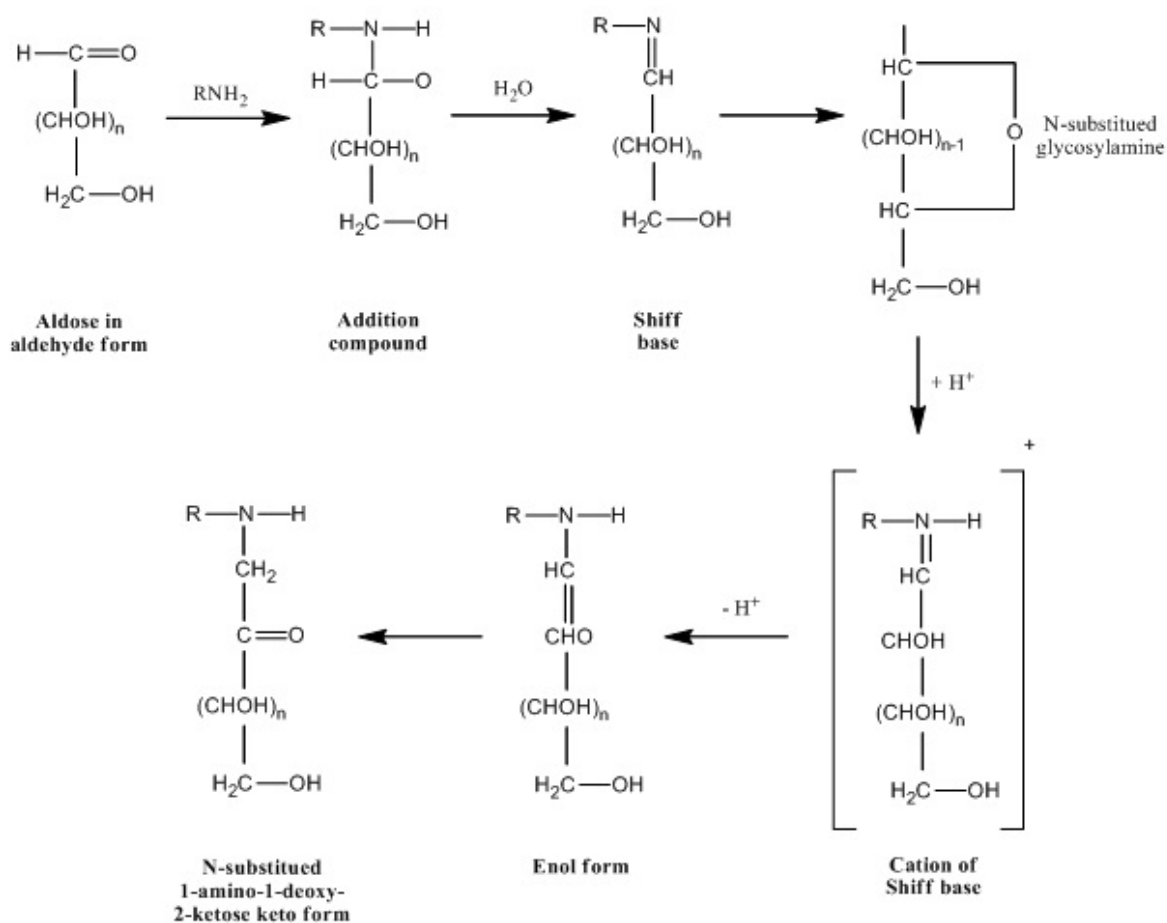 H—C=O
(CHOH)n
H2C—OH
Aldose in
aldehyde form
RNH2
R—N—H
H—C—O
(CHOH)n
H2C—OH
Addition
compound
H2O
R—N
CH
(CHOH)n
H2C—OH
Shiff
base
HC
(CHOH)n-1
O
HC
H2C—OH
N-substitued
glycosylamine
+ H+
+
R—N—H
HC
CHOH
(CHOH)n
H2C—OH
Cation of
Shiff base
- H+
R—N—H
HC
CHO
(CHOH)n
H2C—OH
Enol form
R—N—H
CH2
C=O
(CHOH)n
H2C—OH
N-substitued
1-amino-1-deoxy-
2-ketose keto form